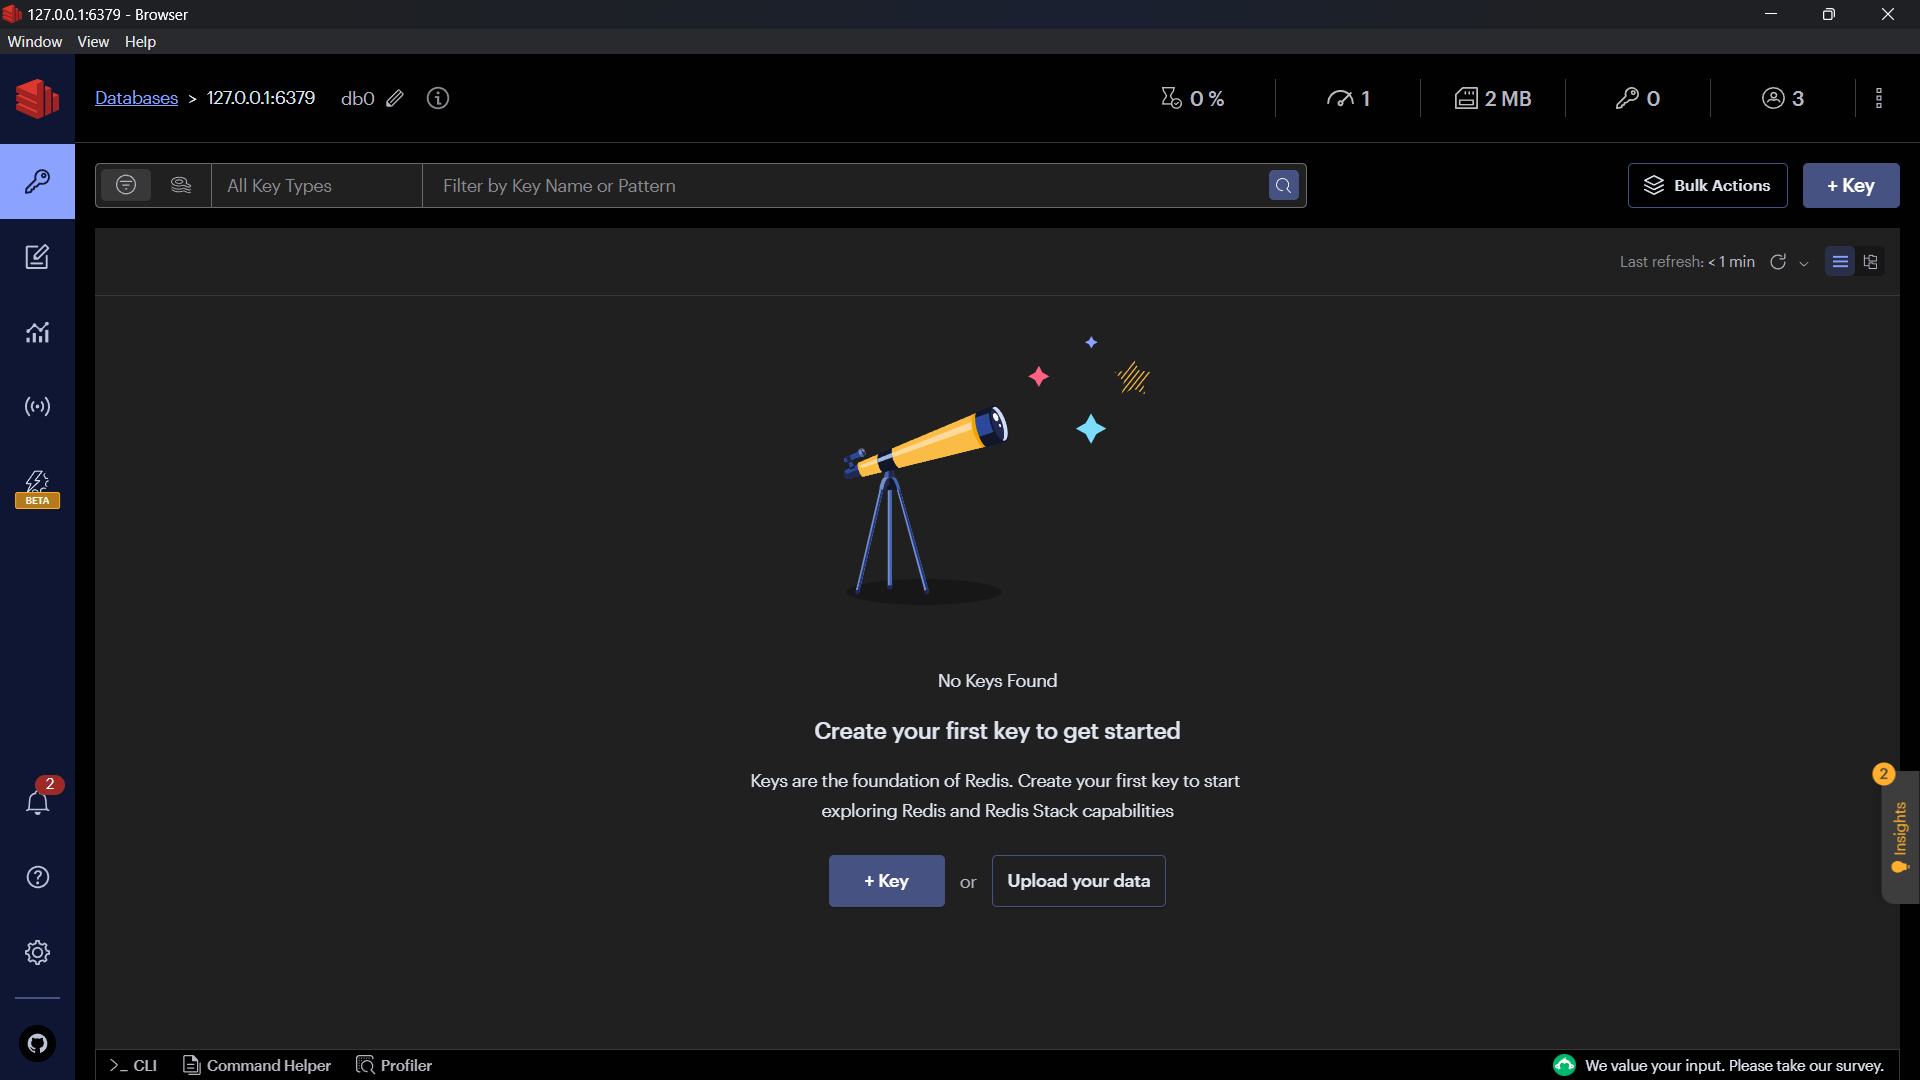 127.0.0.1:6379 - Browser
Window View Help
Databases > 127.0.0.1:6379 db0 0 % 1 2 MB 0 3
All Key Types Filter by Key Name or Pattern Bulk Actions + Key
Last refresh: < 1 min
BETA
No Keys Found
Create your first key to get started
Keys are the foundation of Redis. Create your first key to start
exploring Redis and Redis Stack capabilities
+ Key or Upload your data
2
2
Insights
>_ CLI Command Helper Profiler We value your input. Please take our survey.